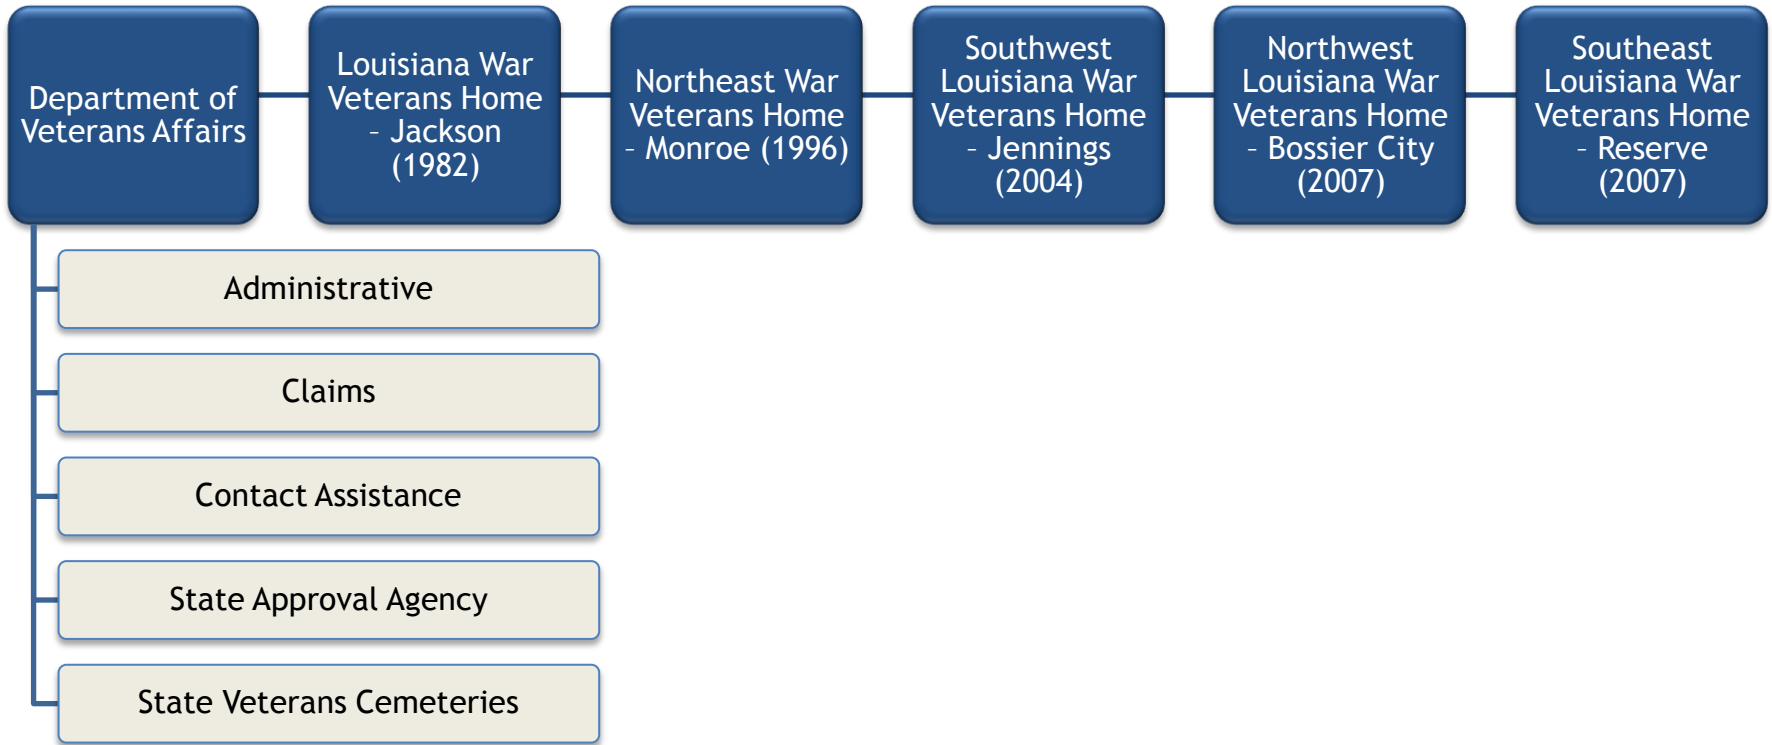 Department of
Veterans Affairs
Louisiana War
Veterans Home
– Jackson
(1982)
Northeast War
Veterans Home
– Monroe (1996)
Southwest
Louisiana War
Veterans Home
– Jennings
(2004)
Northwest
Louisiana War
Veterans Home
– Bossier City
(2007)
Southeast
Louisiana War
Veterans Home
– Reserve
(2007)
Administrative
Claims
Contact Assistance
State Approval Agency
State Veterans Cemeteries